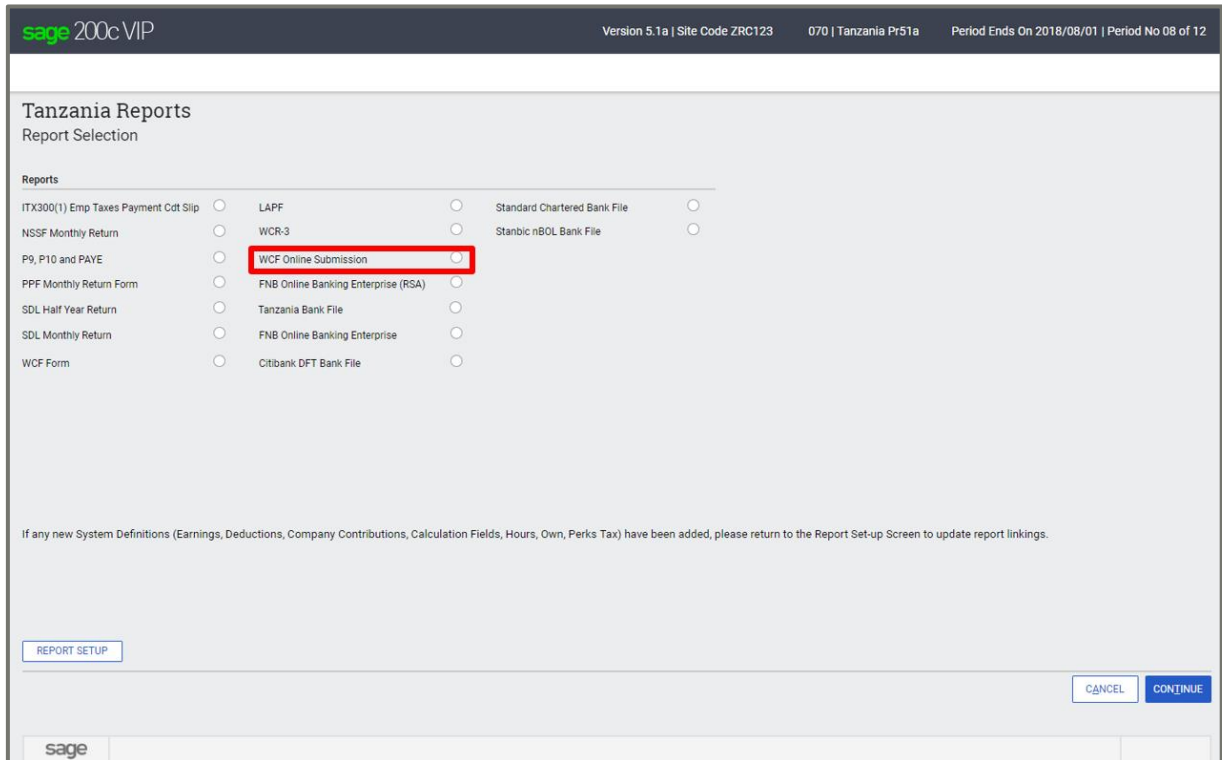 sage 200c VIP Version 5.1a | Site Code ZRC123 070 | Tanzania Pr51a Period Ends On 2018/08/01 | Period No 08 of 12
Tanzania Reports
Report Selection
Reports
ITX300(1) Emp Taxes Payment Cdt Slip LAPF Standard Chartered Bank File
NSSF Monthly Return WCR-3 Stanbic nBOL Bank File
P9, P10 and PAYE WCF Online Submission
PPF Monthly Return Form FNB Online Banking Enterprise (RSA)
SDL Half Year Return Tanzania Bank File
SDL Monthly Return FNB Online Banking Enterprise
WCF Form Citibank DFT Bank File
If any new System Definitions (Earnings, Deductions, Company Contributions, Calculation Fields, Hours, Own, Perks Tax) have been added, please return to the Report Set-up Screen to update report linkings.
REPORT SETUP
CANCEL CONTINUE
sage